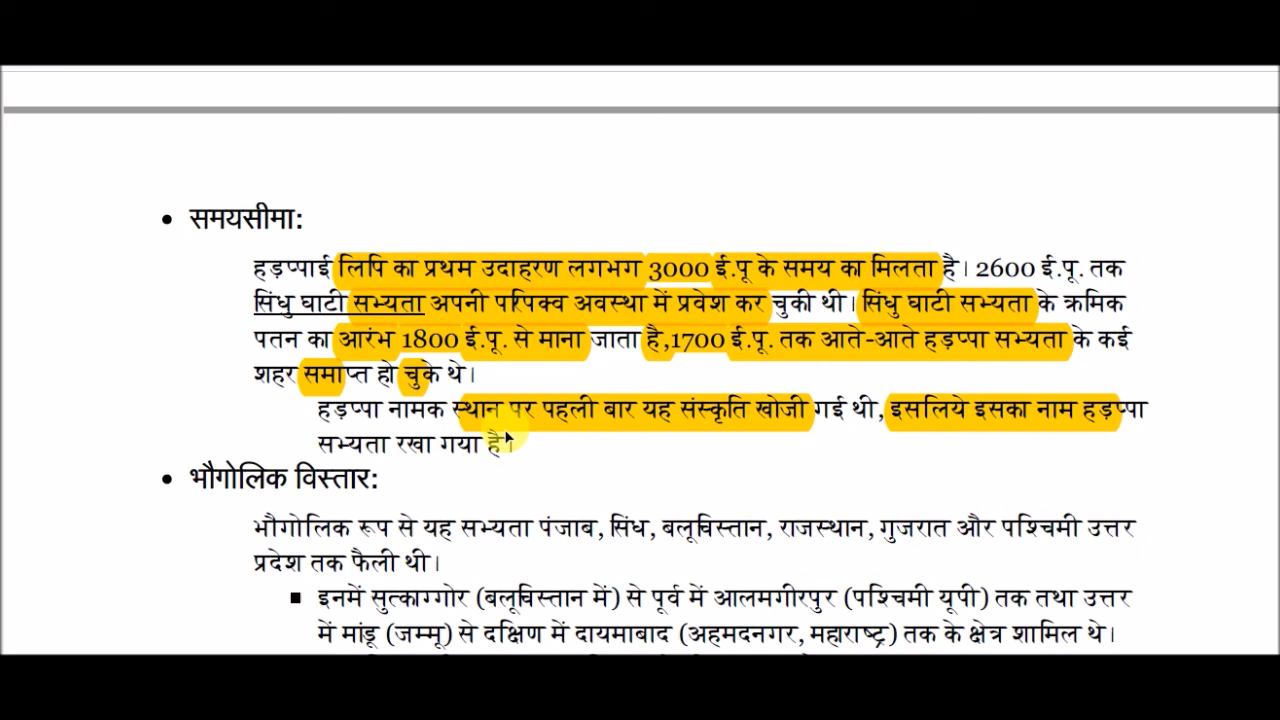 • समयसीमा:
हड़प्पाई लिपि का प्रथम उदाहरण लगभग 3000 ई.पू के समय का मिलता है। 2600 ई.पू. तक
सिंधु घाटी सभ्यता अपनी परिपक्व अवस्था में प्रवेश कर चुकी थी। सिंधु घाटी सभ्यता के क्रमिक
पतन का आरंभ 1800 ई.पू. से माना जाता है,1700 ई.पू. तक आते-आते हड़प्पा सभ्यता के कई
शहर समाप्त हो चुके थे।
हड़प्पा नामक स्थान पर पहली बार यह संस्कृति खोजी गई थी, इसलिये इसका नाम हड़प्पा
सभ्यता रखा गया है।
• भौगोलिक विस्तार:
भौगोलिक रूप से यह सभ्यता पंजाब, सिंध, बलूचिस्तान, राजस्थान, गुजरात और पश्चिमी उत्तर
प्रदेश तक फैली थी।
▪ इनमें सुत्काग्गोर (बलूचिस्तान में) से पूर्व में आलमगीरपुर (पश्चिमी यूपी) तक तथा उत्तर
में मांडू (जम्मू) से दक्षिण में दायमाबाद (अहमदनगर, महाराष्ट्र) तक के क्षेत्र शामिल थे।